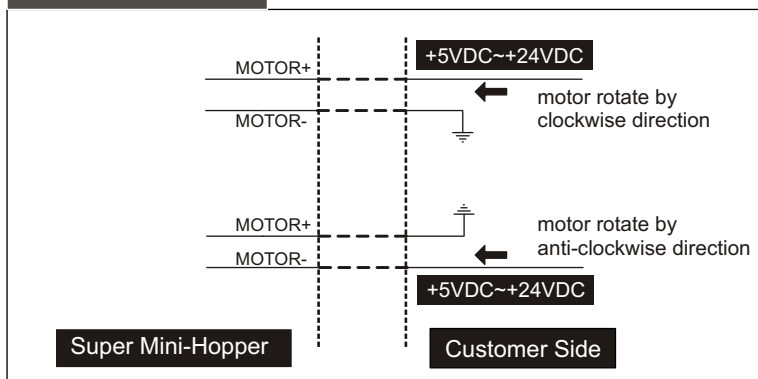 +5VDC~+24VDC
MOTOR+
motor rotate by
clockwise direction
MOTOR-
MOTOR+
motor rotate by
anti-clockwise direction
MOTOR-
+5VDC~+24VDC
Super Mini-Hopper
Customer Side